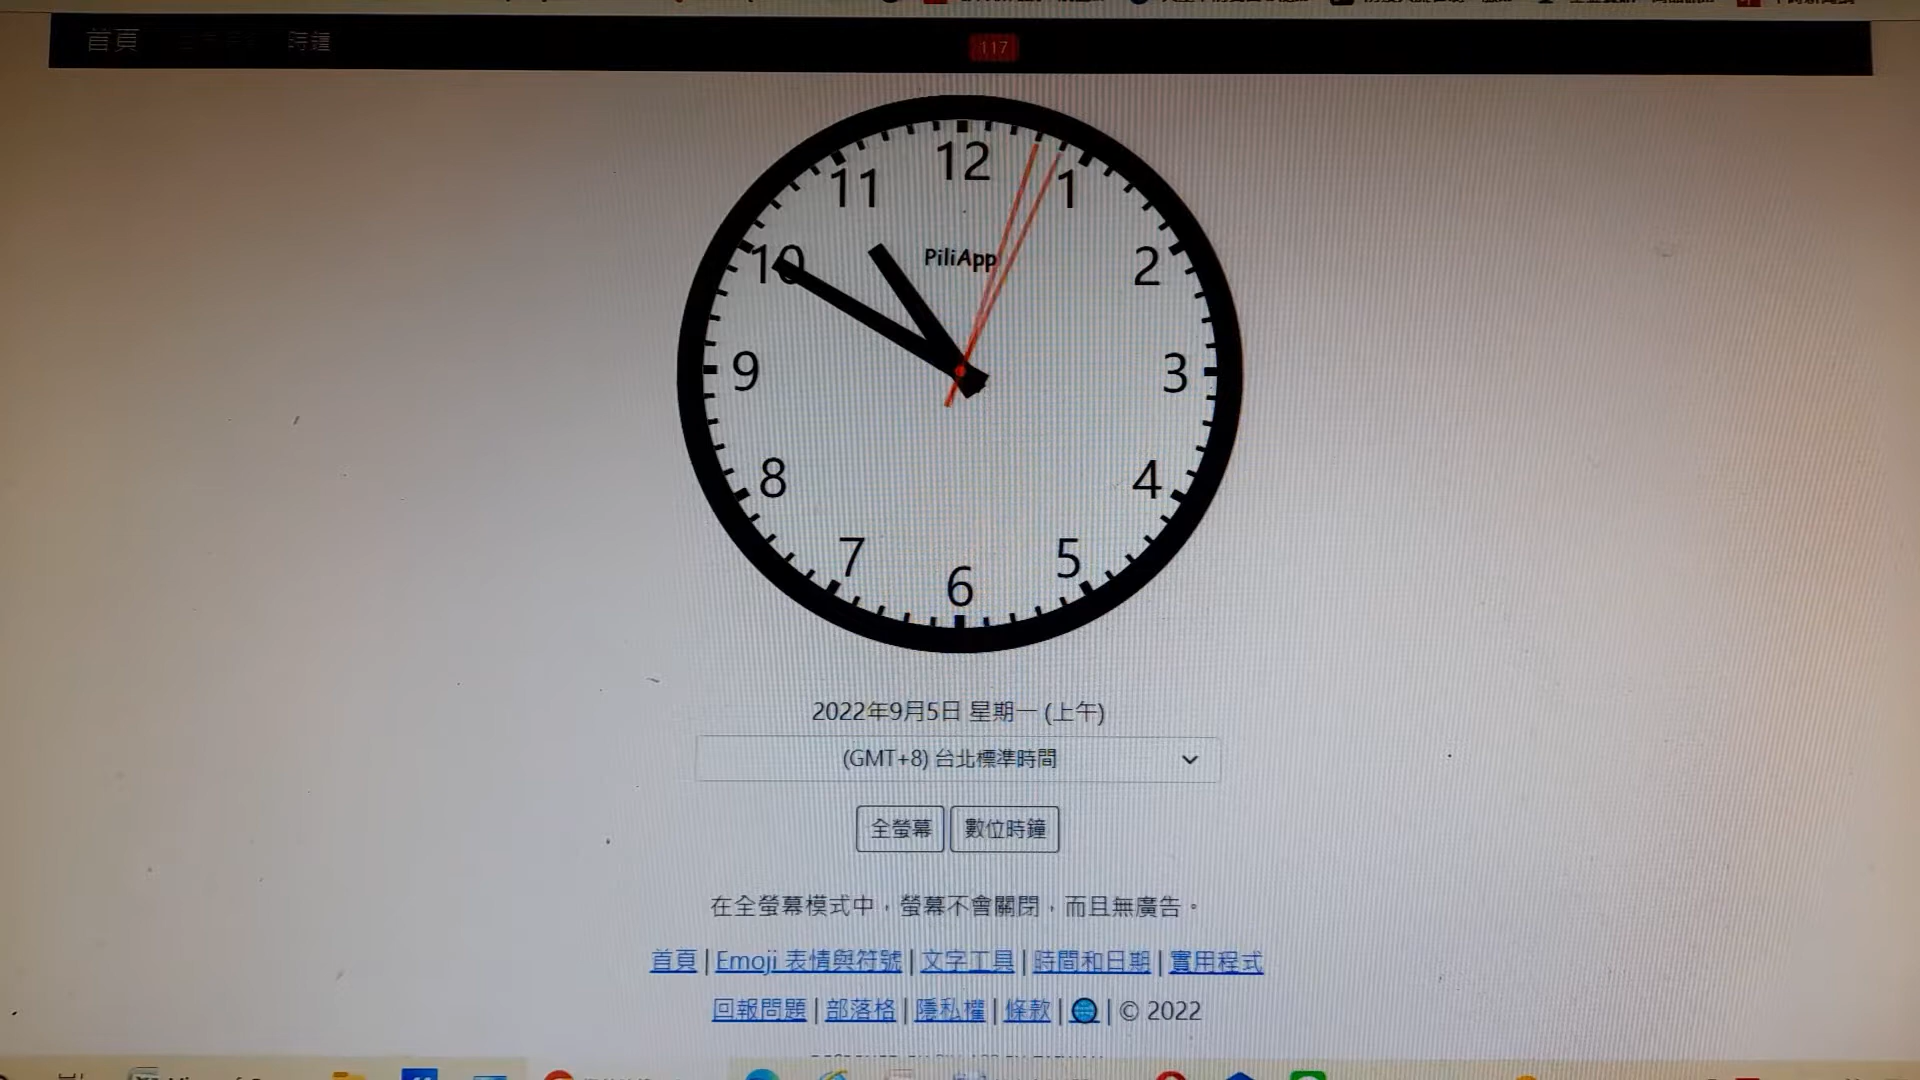 首頁 時鐘
117
12
11
1
10
PiliApp
2
9
3
8
4
7
5
6
2022年9月5日 星期一 (上午)
(GMT+8) 台北標準時間
全螢幕 數位時鐘
在全螢幕模式中，螢幕不會關閉，而且無廣告。
首頁 | Emoji 表情與符號 | 文字工具 | 時間和日期 | 實用程式
回報問題 | 部落格 | 隱私權 | 條款 | | © 2022